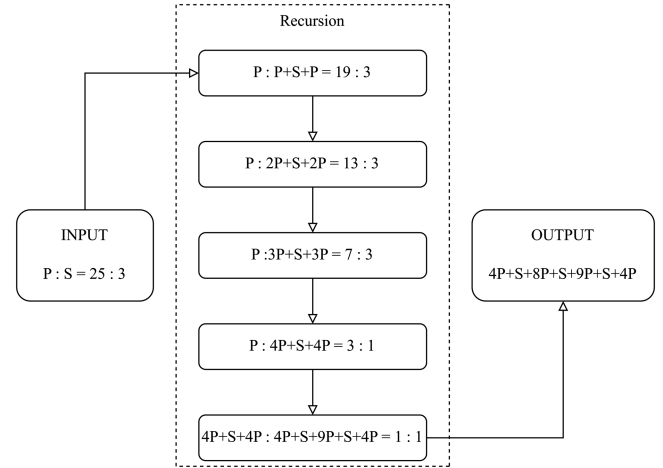 Recursion
P : P+S+P = 19 : 3
P : 2P+S+2P = 13 : 3
P :3P+S+3P = 7 : 3
P : 4P+S+4P = 3 : 1
4P+S+4P : 4P+S+9P+S+4P = 1 : 1
INPUT
P : S = 25 : 3
OUTPUT
4P+S+8P+S+9P+S+4P